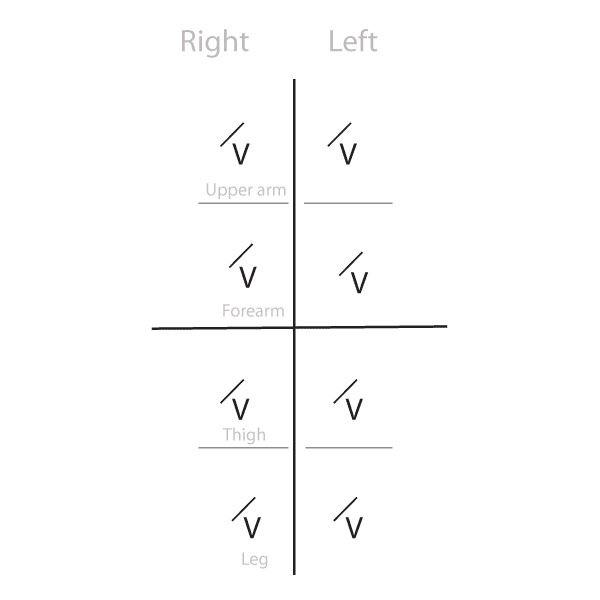 Right Left
V V
Upper arm
V V
Forearm
V V
Thigh
V V
Leg